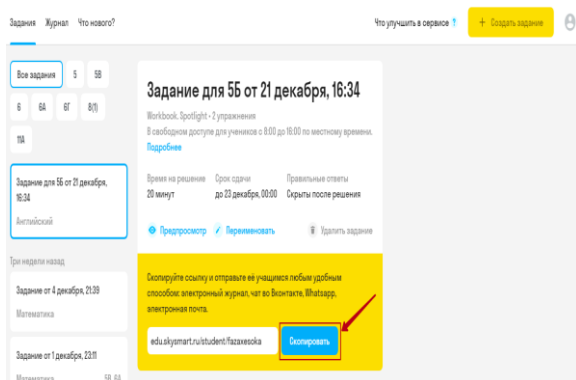 Задания Журнал Что нового?
Что улучшить в сервисе ?
+ Создать задание
Все задания 5 5В
6 6А 6Г 8(1)
11А
Задание для 5Б от 21 декабря,
16:34
Английский
Три недели назад
Задание от 4 декабря, 21:39
Математика
Задание от 1 декабря, 23:11
Математика 5В, 6А
Задание для 5Б от 21 декабря, 16:34
Workbook. Spotlight • 2 упражнения
В свободном доступе для учеников с 8:00 до 16:00 по местному времени.
Подробнее
Время на решение Срок сдачи Правильные ответы
20 минут до 23 декабря, 00:00 Скрыты после решения
Предпросмотр Переименовать Удалить задание
Скопируйте ссылку и отправьте её учащимся любым удобным
способом: электронный журнал, чат во Вконтакте, Whatsapp,
электронная почта.
edu.skysmart.ru/student/fazaxesoka Скопировать